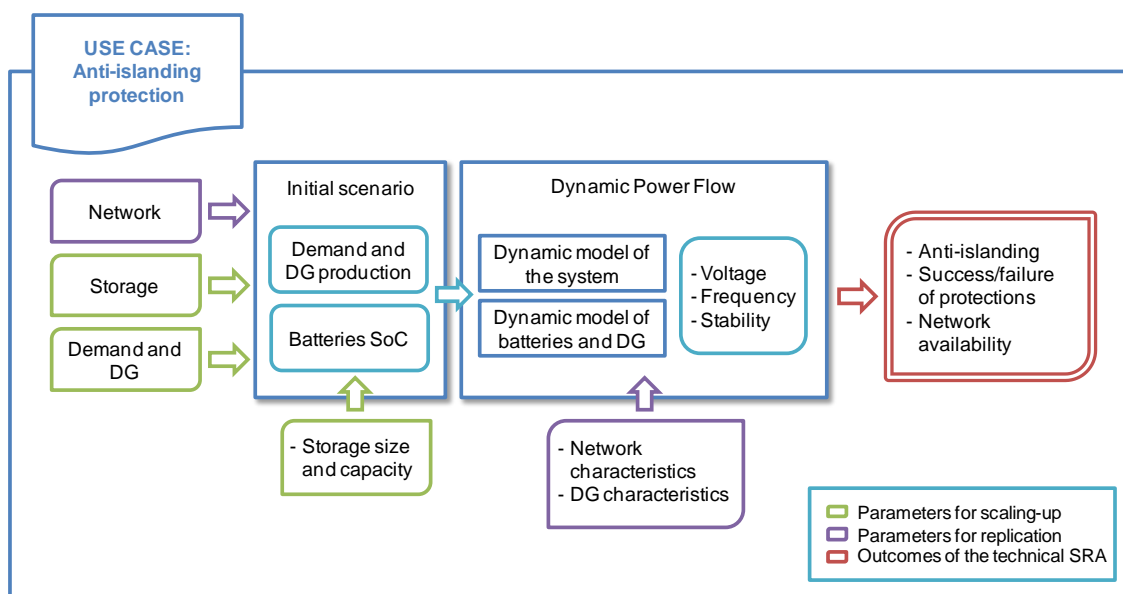 USE CASE:
Anti-islanding
protection
Network
Storage
Demand and
DG
Initial scenario
Demand and
DG production
Batteries SoC
- Storage size
and capacity
Dynamic Power Flow
Dynamic model of
the system
Dynamic model of
batteries and DG
- Voltage
- Frequency
- Stability
- Network
characteristics
- DG characteristics
- Anti-islanding
- Success/failure
of protections
- Network
availability
Parameters for scaling-up
Parameters for replication
Outcomes of the technical SRA